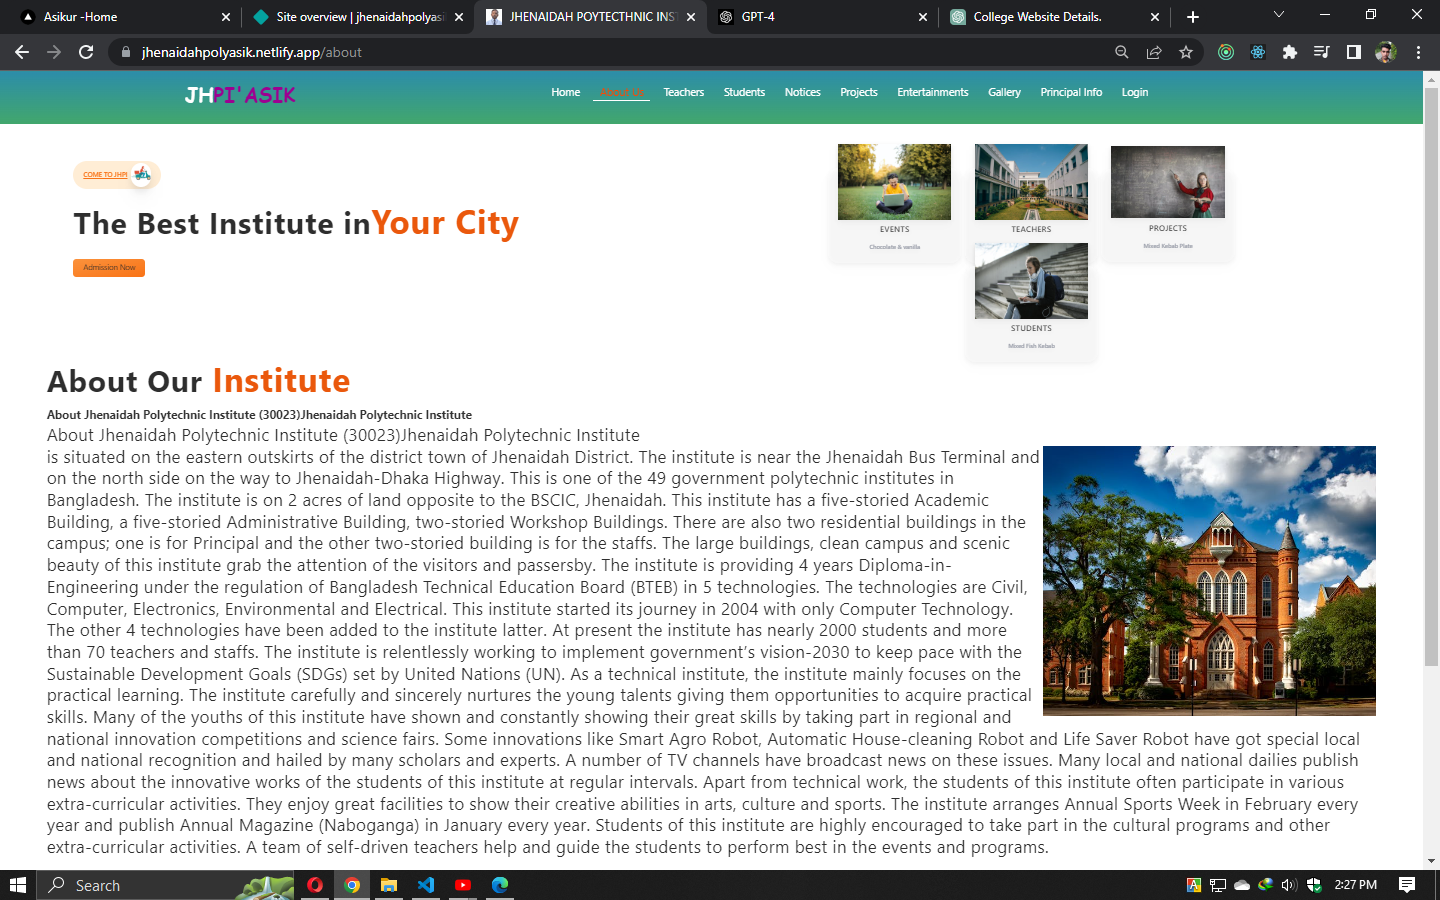 Asikur -Home
Site overview | jhenaidahpolyasi
JHENAIDAH POYTECTHNIC INST
GPT-4
College Website Details.
jhenaidahpolyasik.netlify.app/about
JHPI'ASIK
Home
About Us
Teachers
Students
Notices
Projects
Entertainments
Gallery
Principal Info
Login
COME TO JHPI
The Best Institute inYour City
Admission Now
EVENTS
Chocolate & vanilla
TEACHERS
PROJECTS
Mixed Kebab Plate
STUDENTS
Mixed Fish Kebab
About Our Institute
About Jhenaidah Polytechnic Institute (30023)Jhenaidah Polytechnic Institute
About Jhenaidah Polytechnic Institute (30023)Jhenaidah Polytechnic Institute
is situated on the eastern outskirts of the district town of Jhenaidah District. The institute is near the Jhenaidah Bus Terminal and
on the north side on the way to Jhenaidah-Dhaka Highway. This is one of the 49 government polytechnic institutes in
Bangladesh. The institute is on 2 acres of land opposite to the BSCIC, Jhenaidah. This institute has a five-storied Academic
Building, a five-storied Administrative Building, two-storied Workshop Buildings. There are also two residential buildings in the
campus; one is for Principal and the other two-storied building is for the staffs. The large buildings, clean campus and scenic
beauty of this institute grab the attention of the visitors and passersby. The institute is providing 4 years Diploma-in-
Engineering under the regulation of Bangladesh Technical Education Board (BTEB) in 5 technologies. The technologies are Civil,
Computer, Electronics, Environmental and Electrical. This institute started its journey in 2004 with only Computer Technology.
The other 4 technologies have been added to the institute latter. At present the institute has nearly 2000 students and more
than 70 teachers and staffs. The institute is relentlessly working to implement government's vision-2030 to keep pace with the
Sustainable Development Goals (SDGs) set by United Nations (UN). As a technical institute, the institute mainly focuses on the
practical learning. The institute carefully and sincerely nurtures the young talents giving them opportunities to acquire practical
skills. Many of the youths of this institute have shown and constantly showing their great skills by taking part in regional and
national innovation competitions and science fairs. Some innovations like Smart Agro Robot, Automatic House-cleaning Robot and Life Saver Robot have got special local
and national recognition and hailed by many scholars and experts. A number of TV channels have broadcast news on these issues. Many local and national dailies publish
news about the innovative works of the students of this institute at regular intervals. Apart from technical work, the students of this institute often participate in various
extra-curricular activities. They enjoy great facilities to show their creative abilities in arts, culture and sports. The institute arranges Annual Sports Week in February every
year and publish Annual Magazine (Naboganga) in January every year. Students of this institute are highly encouraged to take part in the cultural programs and other
extra-curricular activities. A team of self-driven teachers help and guide the students to perform best in the events and programs.
Search
2:27 PM